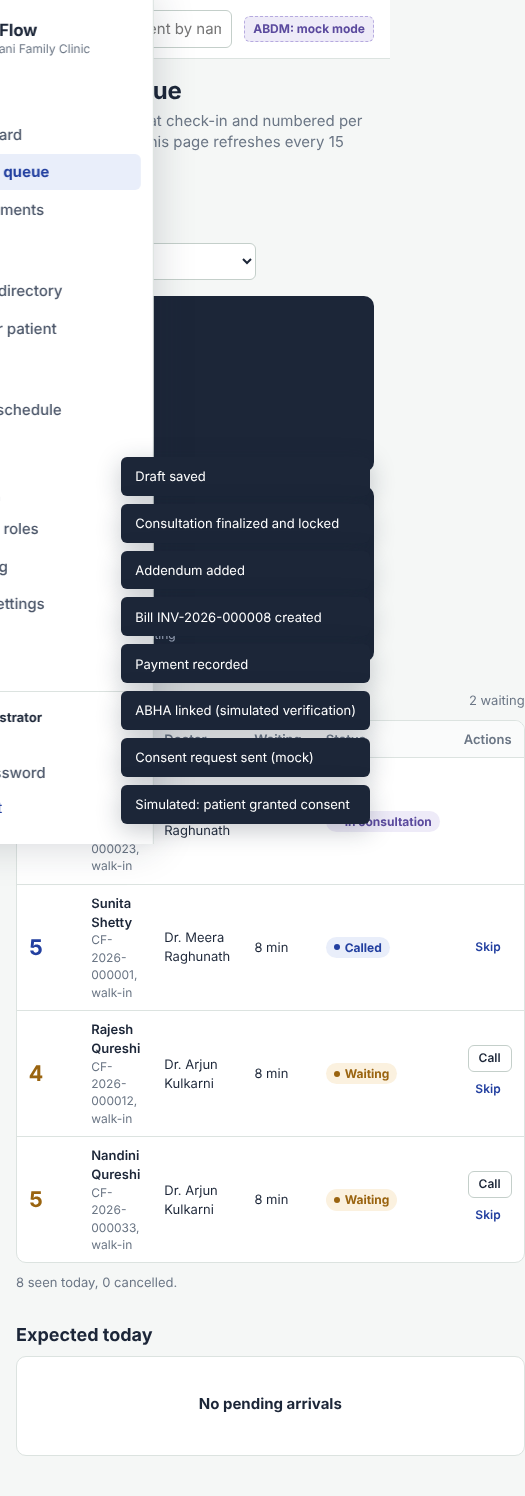 Flow
ani Family Clinic
ent by nan
ABDM: mock mode
ard
queue
ments
directory
r patient
schedule
roles
g
ettings
strator
ssword
t
ue
at check-in and numbered per
his page refreshes every 15
Draft saved
Consultation finalized and locked
Addendum added
Bill INV-2026-000008 created
ting
Payment recorded
ABHA linked (simulated verification)
Consent request sent (mock)
Simulated: patient granted consent
2 waiting
Doctor
Waiting
Status
Actions
Raghunath
In consultation
000023,
walk-in
5
Sunita
Shetty
CF-
2026-
000001,
walk-in
Dr. Meera
Raghunath
8 min
Called
Skip
4
Rajesh
Qureshi
CF-
2026-
000012,
walk-in
Dr. Arjun
Kulkarni
8 min
Waiting
Call
Skip
5
Nandini
Qureshi
CF-
2026-
000033,
walk-in
Dr. Arjun
Kulkarni
8 min
Waiting
Call
Skip
8 seen today, 0 cancelled.
Expected today
No pending arrivals